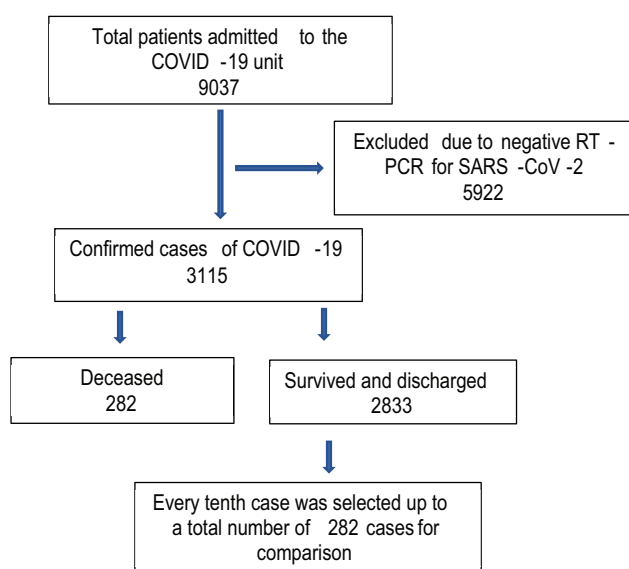 Total patients admitted to the
COVID -19 unit
9037
Excluded due to negative RT -
PCR for SARS -CoV -2
5922
Confirmed cases of COVID -19
3115
Deceased
282
Survived and discharged
2833
Every tenth case was selected up to
a total number of 282 cases for
comparison